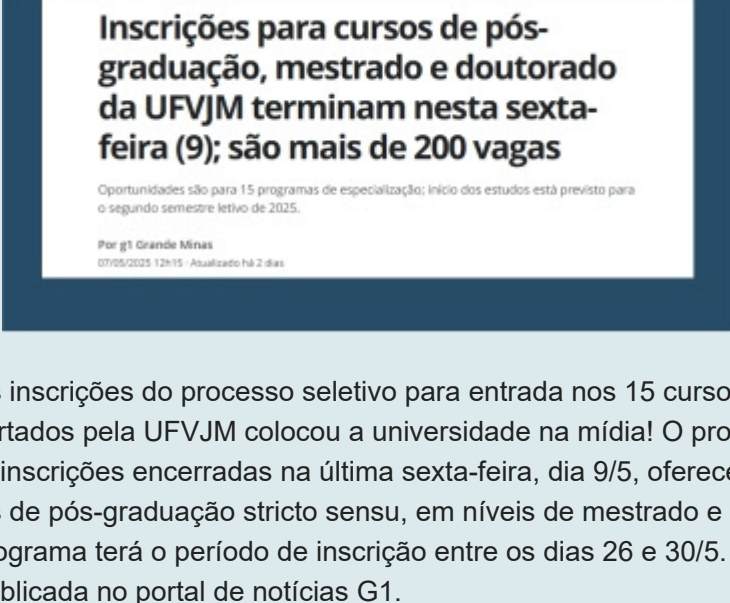 Inscrições para cursos de pós-
graduação, mestrado e doutorado
da UFVJM terminam nesta sexta-
feira (9); são mais de 200 vagas
Oportunidades são para 15 programas de especialização; início dos estudos está previsto para
o segundo semestre letivo de 2025.
Por g1 Grande Minas
07/05/2025 12h15 · Atualizado há 2 dias
s inscrições do processo seletivo para entrada nos 15 curso
rtados pela UFVJM colocou a universidade na mídia! O pro
inscrições encerradas na última sexta-feira, dia 9/5, oferece
s de pós-graduação stricto sensu, em níveis de mestrado e
ograma terá o período de inscrição entre os dias 26 e 30/5.
blicada no portal de notícias G1.